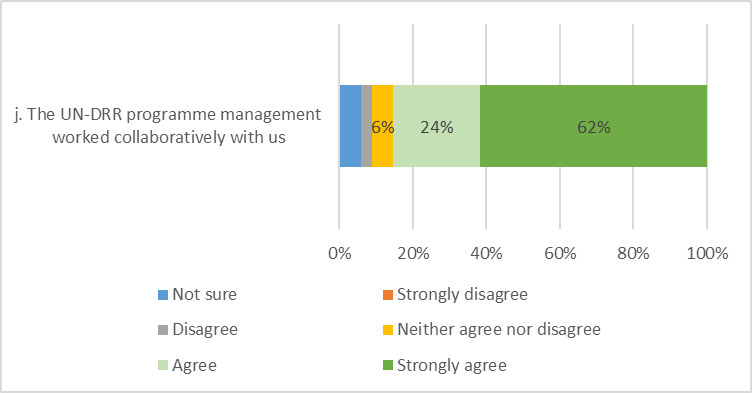 j. The UN-DRR programme management
worked collaboratively with us
6%
24%
62%
0%
20%
40%
60%
80%
100%
Not sure
Strongly disagree
Disagree
Neither agree nor disagree
Agree
Strongly agree